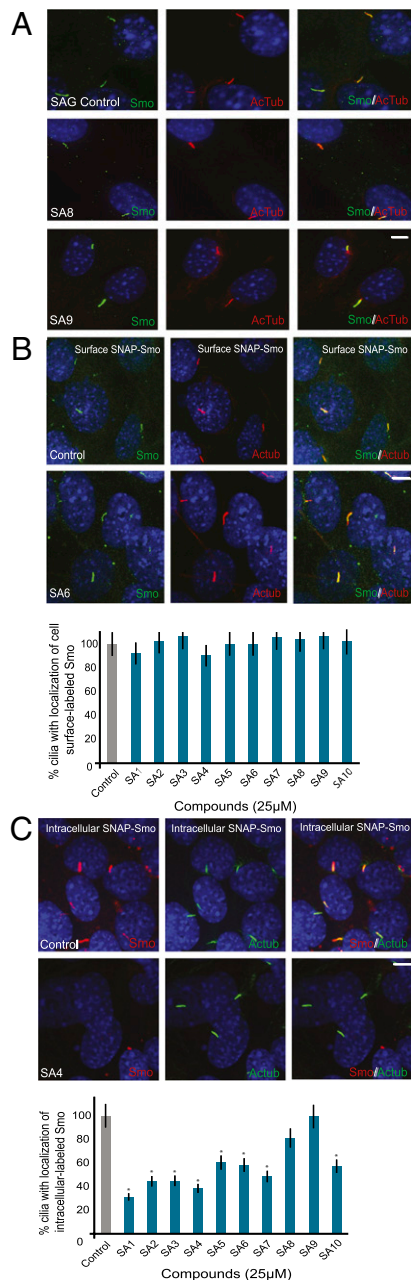 A
SAG Control Smo AcTub Smo/AcTub
SA8 Smo AcTub Smo/AcTub
SA9 Smo AcTub Smo/AcTub
B
Surface SNAP-Smo Surface SNAP-Smo Surface SNAP-Smo
Control Smo Actub Smo/Actub
SA6 Smo Actub Smo/Actub
% cilia with localization of cell
surface-labeled Smo
100
80
60
40
20
0
Control SA1 SA2 SA3 SA4 SA5 SA6 SA7 SA8 SA9 SA10
Compounds (25µM)
C
Intracellular SNAP-Smo Intracellular SNAP-Smo Intracellular SNAP-Smo
Control Smo Actub Smo/Actub
SA4 Smo Actub Smo/Actub
% cilia with localization of
intracellular-labeled Smo
100
80
60
40
20
0
* * * * * * * *
Control SA1 SA2 SA3 SA4 SA5 SA6 SA7 SA8 SA9 SA10
Compounds (25µM)